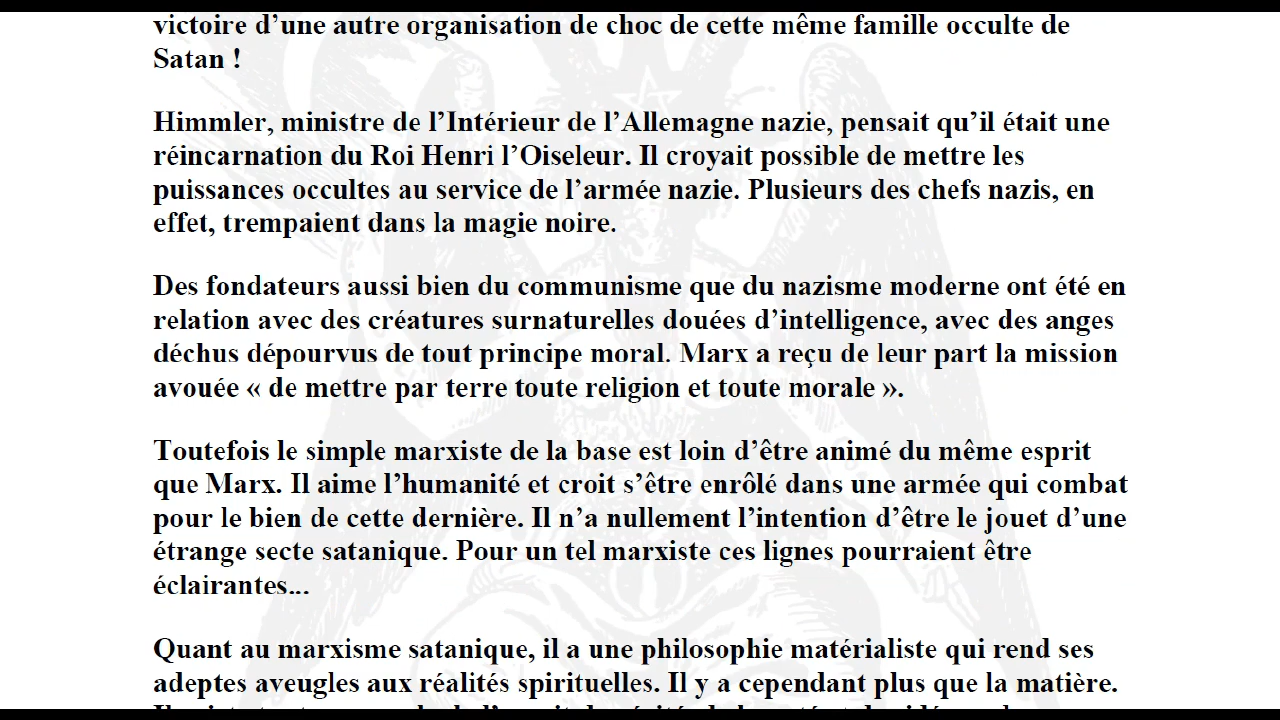 victoire d’une autre organisation de choc de cette même famille occulte de
Satan !
Himmler, ministre de l’Intérieur de l’Allemagne nazie, pensait qu’il était une
réincarnation du Roi Henri l’Oiseleur. Il croyait possible de mettre les
puissances occultes au service de l’armée nazie. Plusieurs des chefs nazis, en
effet, trempaient dans la magie noire.
Des fondateurs aussi bien du communisme que du nazisme moderne ont été en
relation avec des créatures surnaturelles douées d’intelligence, avec des anges
déchus dépourvus de tout principe moral. Marx a reçu de leur part la mission
avouée « de mettre par terre toute religion et toute morale ».
Toutefois le simple marxiste de la base est loin d’être animé du même esprit
que Marx. Il aime l’humanité et croit s’être enrôlé dans une armée qui combat
pour le bien de cette dernière. Il n’a nullement l’intention d’être le jouet d’une
étrange secte satanique. Pour un tel marxiste ces lignes pourraient être
éclairantes...
Quant au marxisme satanique, il a une philosophie matérialiste qui rend ses
adeptes aveugles aux réalités spirituelles. Il y a cependant plus que la matière.